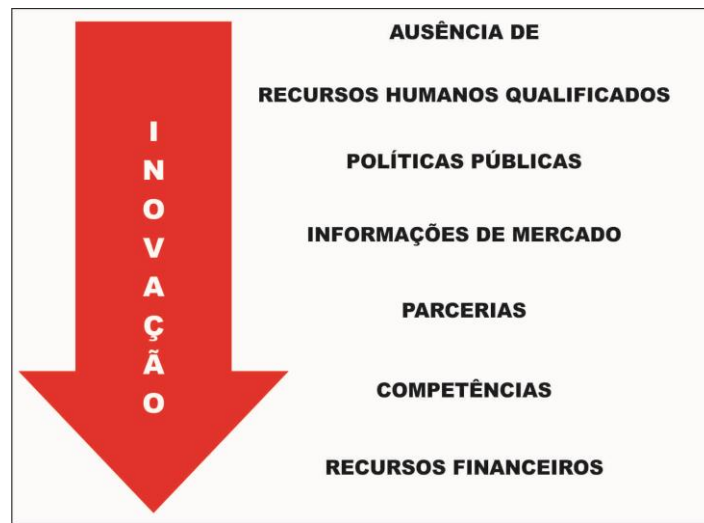 INOVAÇÃO
AUSÊNCIA DE
RECURSOS HUMANOS QUALIFICADOS
POLÍTICAS PÚBLICAS
INFORMAÇÕES DE MERCADO
PARCERIAS
COMPETÊNCIAS
RECURSOS FINANCEIROS